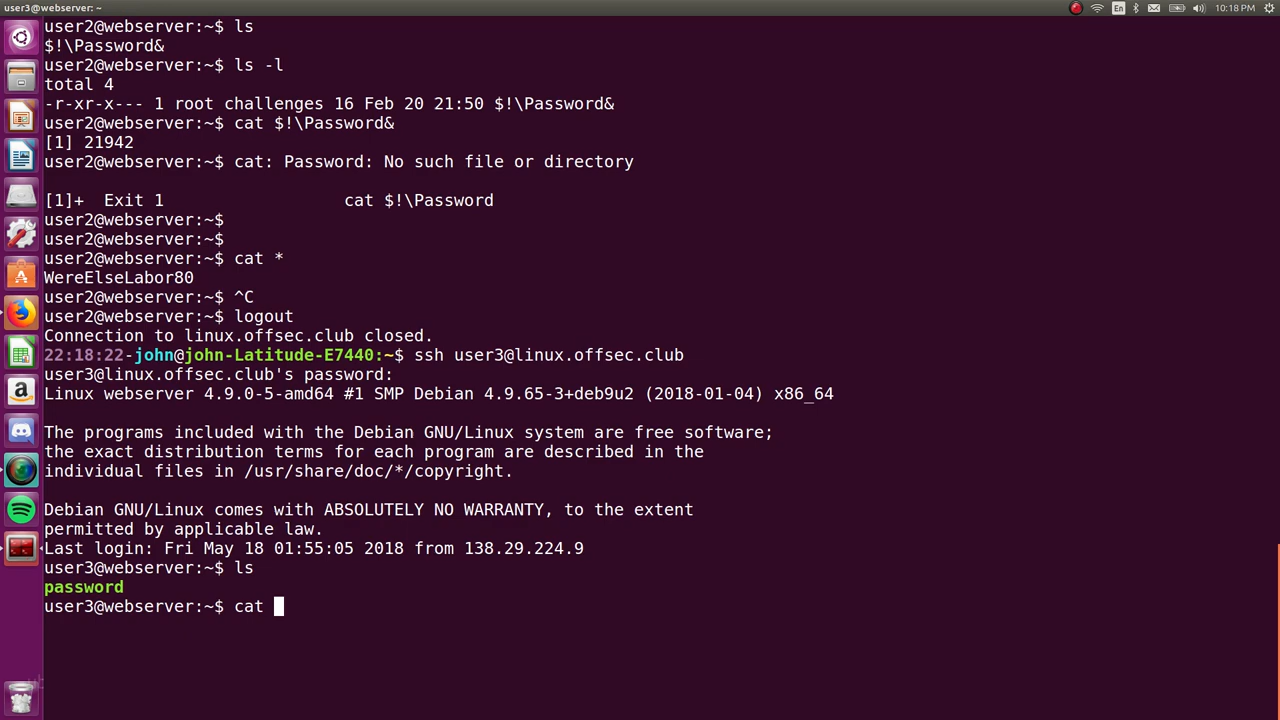 user3@webserver: ~
En
10:18 PM
user2@webserver:~$ ls
$!\Password&
user2@webserver:~$ ls -l
total 4
-r-xr-x--- 1 root challenges 16 Feb 20 21:50 $!\Password&
user2@webserver:~$ cat $!\Password&
[1] 21942
user2@webserver:~$ cat: Password: No such file or directory
[1]+  Exit 1                  cat $!\Password
user2@webserver:~$
user2@webserver:~$
user2@webserver:~$ cat *
WereElseLabor80
user2@webserver:~$ ^C
user2@webserver:~$ logout
Connection to linux.offsec.club closed.
22:18:22-john@john-Latitude-E7440:~$ ssh user3@linux.offsec.club
user3@linux.offsec.club's password:
Linux webserver 4.9.0-5-amd64 #1 SMP Debian 4.9.65-3+deb9u2 (2018-01-04) x86_64
The programs included with the Debian GNU/Linux system are free software;
the exact distribution terms for each program are described in the
individual files in /usr/share/doc/*/copyright.
Debian GNU/Linux comes with ABSOLUTELY NO WARRANTY, to the extent
permitted by applicable law.
Last login: Fri May 18 01:55:05 2018 from 138.29.224.9
user3@webserver:~$ ls
password
user3@webserver:~$ cat